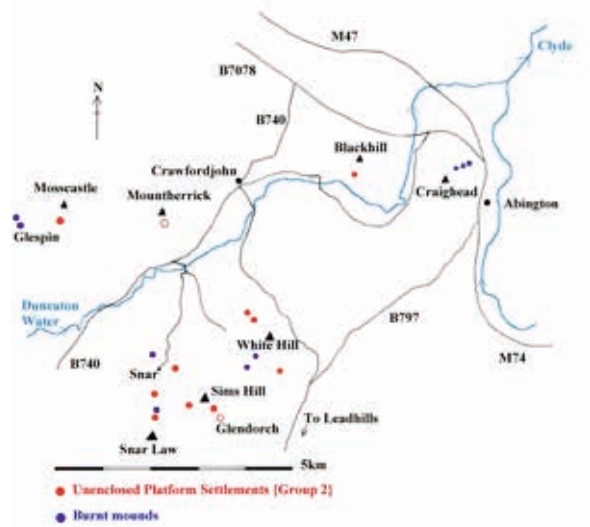 M47
Clyde
B7078
N
B740
Blackhill
Crawfordjohn
Mosscastle
Mountherrick
Craighead
Abington
Glespin
Duneaton
Water
B797
White Hill
M74
B740
Snar
Sims Hill
To Leadhills
Glendorch
Snar Law
5km
Unenclosed Platform Settlements {Group 2}
Burnt mounds